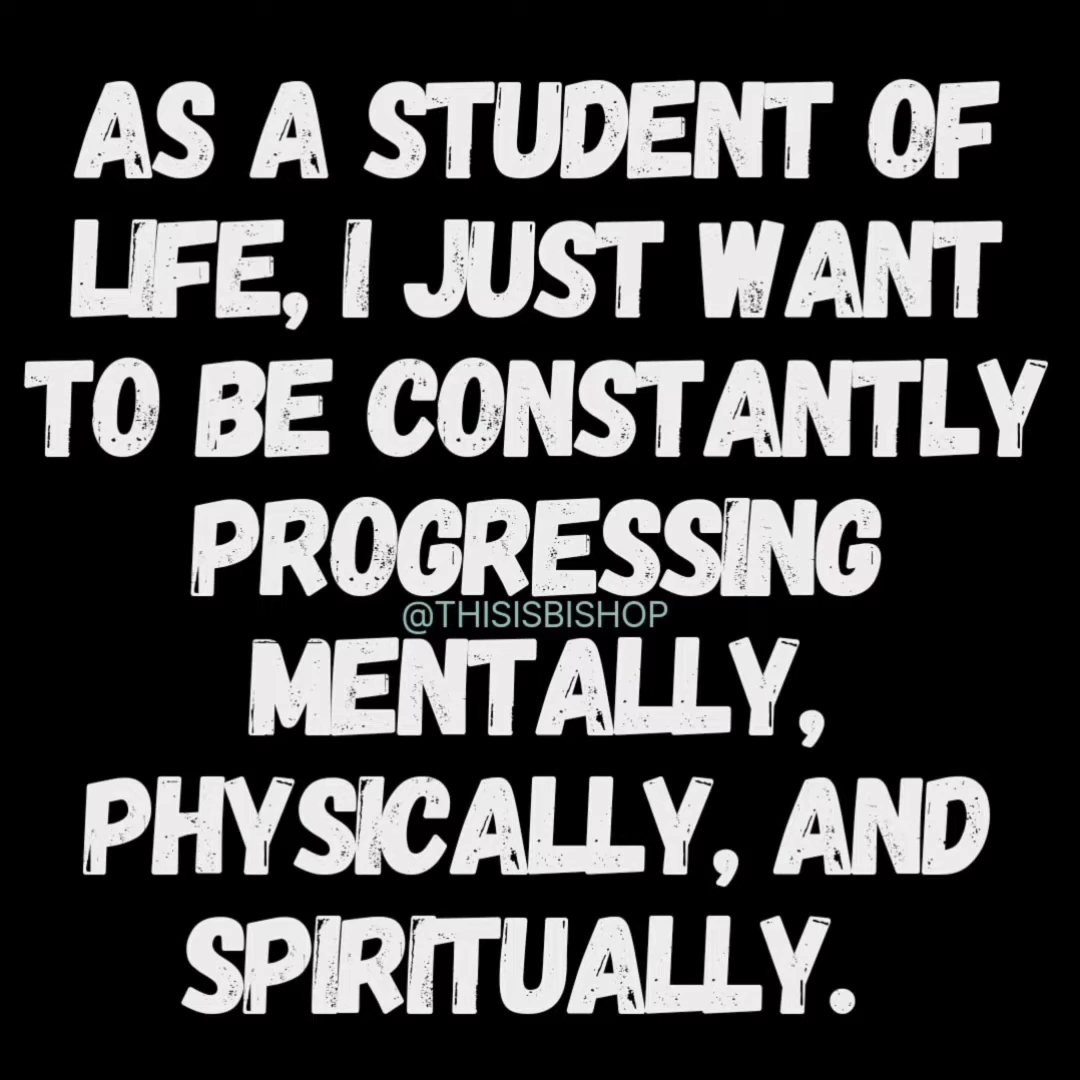 AS A STUDENT OF
LIFE, I JUST WANT
TO BE CONSTANTLY
PROGRESSING
@THISISBISHOP
MENTALLY,
PHYSICALLY, AND
SPIRITUALLY.